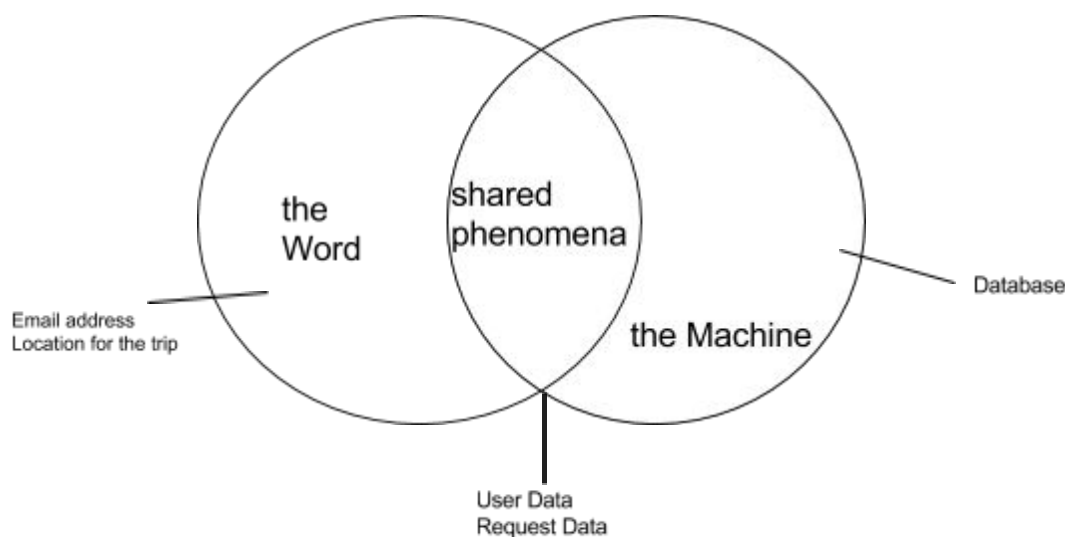 the
Word
shared
phenomena
the Machine
Email address
Location for the trip
Database
User Data
Request Data